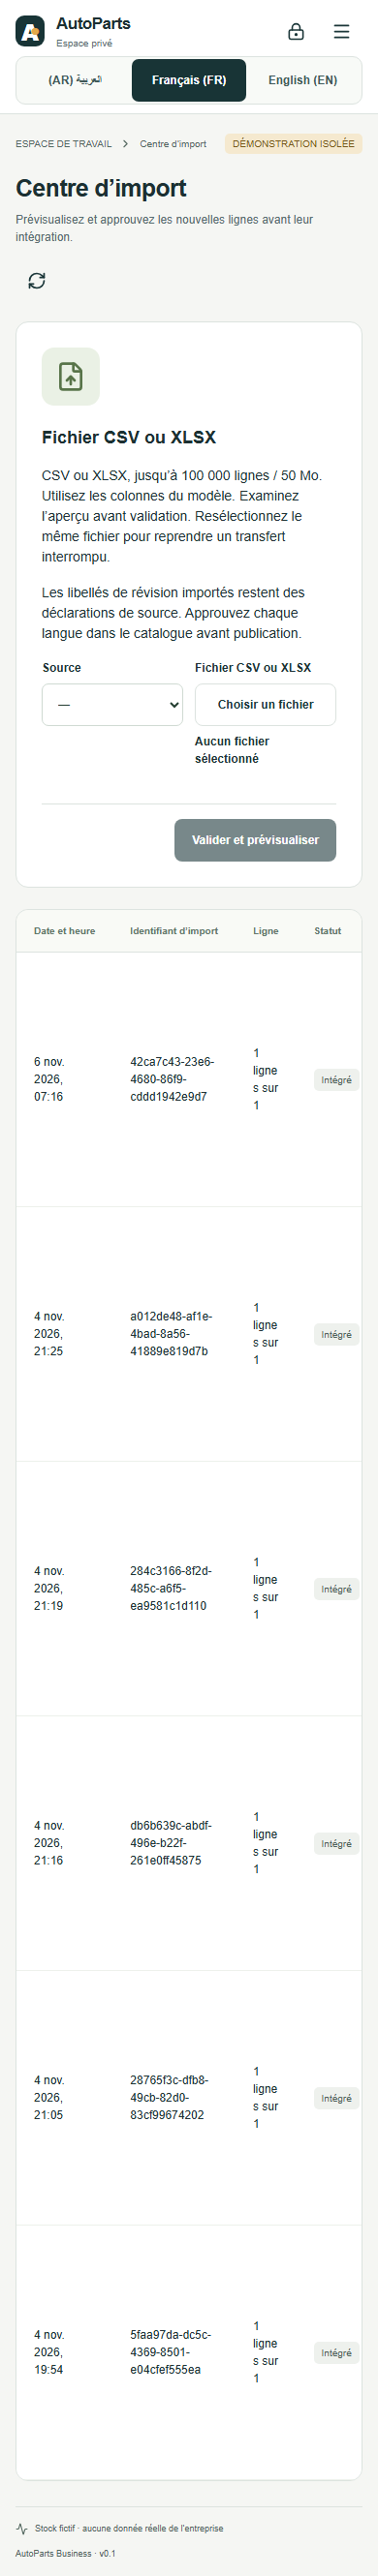 A
AutoParts
Espace privé
العربية (AR)
Français (FR)
English (EN)
ESPACE DE TRAVAIL > Centre d’import
DÉMONSTRATION ISOLÉE
Centre d’import
Prévisualisez et approuvez les nouvelles lignes avant leur
intégration.
Fichier CSV ou XLSX
CSV ou XLSX, jusqu’à 100 000 lignes / 50 Mo.
Utilisez les colonnes du modèle. Examinez
l’aperçu avant validation. Resélectionnez le
même fichier pour reprendre un transfert
interrompu.
Les libellés de révision importés restent des
déclarations de source. Approuvez chaque
langue dans le catalogue avant publication.
Source
—
Fichier CSV ou XLSX
Choisir un fichier
Aucun fichier
sélectionné
Valider et prévisualiser
Date et heure
Identifiant d’import
Ligne
Statut
6 nov.
2026,
07:16
42ca7c43-23e6-
4680-86f9-
cddd1942e9d7
1
ligne
s sur
1
Intégré
4 nov.
2026,
21:25
a012de48-af1e-
4bad-8a56-
41889e819d7b
1
ligne
s sur
1
Intégré
4 nov.
2026,
21:19
284c3166-8f2d-
485c-a6f5-
ea9581c1d110
1
ligne
s sur
1
Intégré
4 nov.
2026,
21:16
db6b639c-abdf-
496e-b22f-
261e0ff45875
1
ligne
s sur
1
Intégré
4 nov.
2026,
21:05
28765f3c-dfb8-
49cb-82d0-
83cf99674202
1
ligne
s sur
1
Intégré
4 nov.
2026,
19:54
5faa97da-dc5c-
4369-8501-
e04cfef555ea
1
ligne
s sur
1
Intégré
Stock fictif · aucune donnée réelle de l’entreprise
AutoParts Business · v0.1